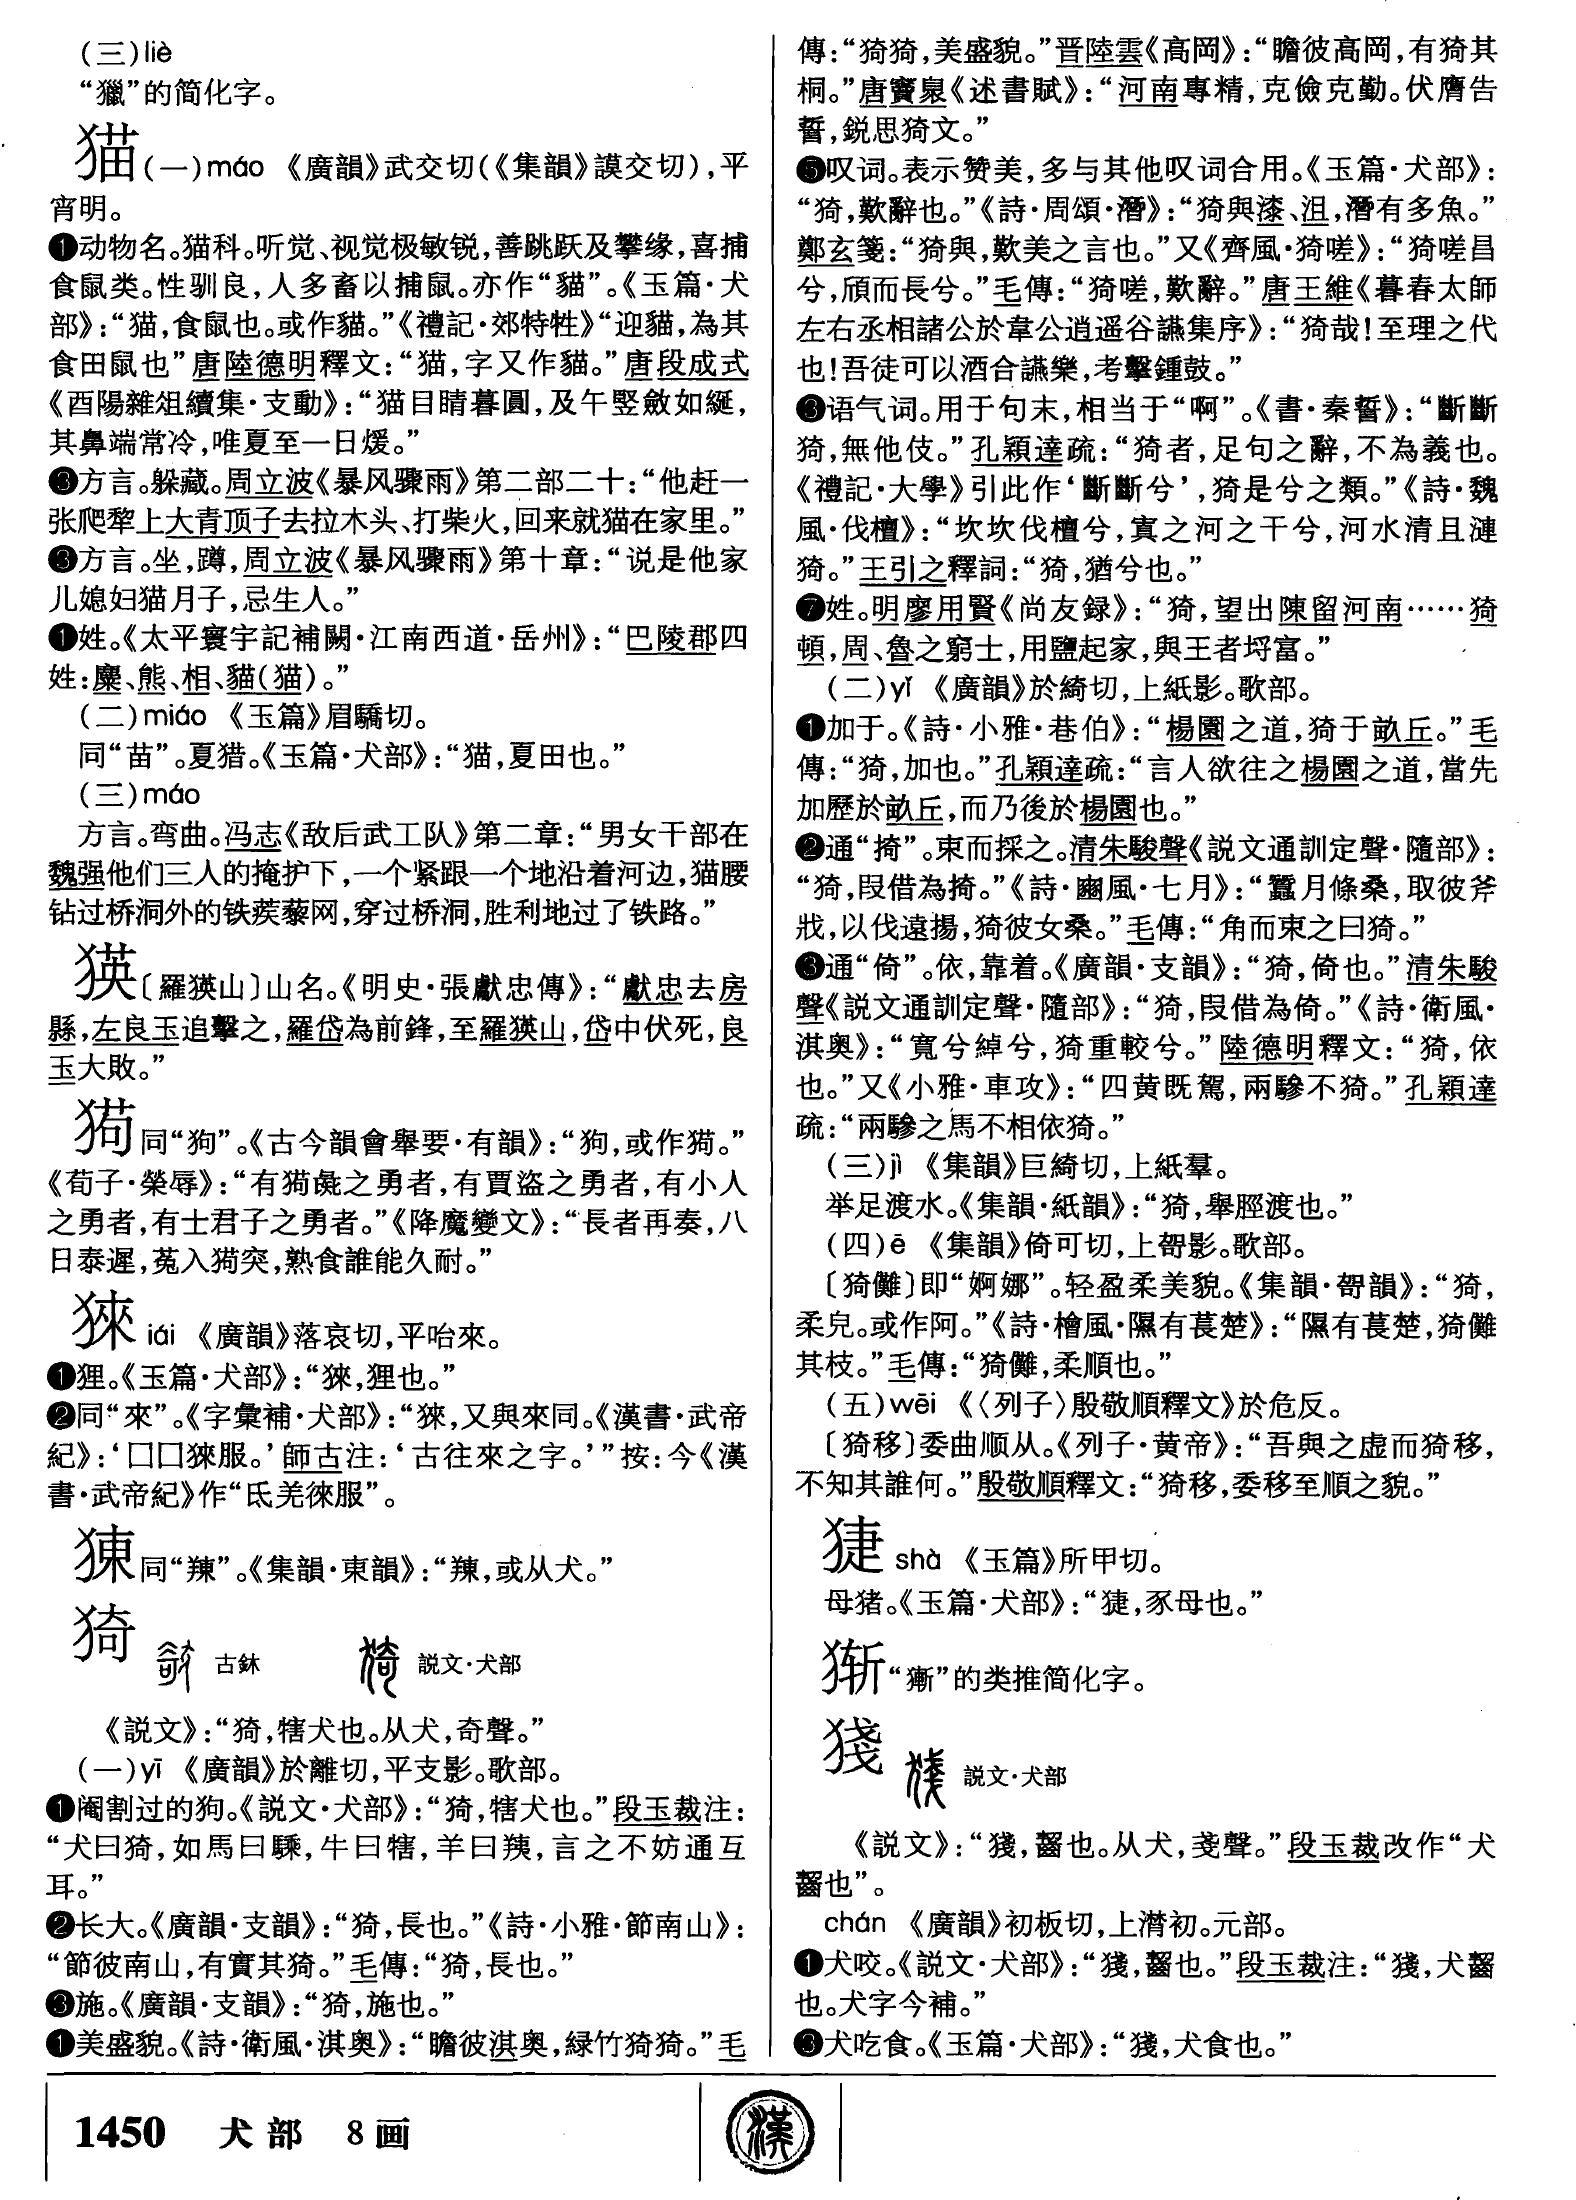 (三)liè
“獵”的简化字。
猫(一)máo 《廣韻》武交切(《集韻》謨交切),平
宵明。
❶动物名。猫科。听觉、视觉极敏锐,善跳跃及攀缘,喜捕
食鼠类。性驯良,人多畜以捕鼠。亦作“貓”。《玉篇·犬
部》:“猫,食鼠也。或作貓。”《禮記·郊特牲》“迎貓,為其
食田鼠也”唐陸德明釋文:“猫,字又作貓。”唐段成式
《酉陽雜俎續集·支動》:“猫目睛暮圓,及午竪斂如綖,
其鼻端常冷,唯夏至一日煖。”
❸方言。躲藏。周立波《暴风骤雨》第二部二十:“他赶一
张爬犂上大青顶子去拉木头、打柴火,回来就猫在家里。”
❸方言。坐,蹲,周立波《暴风骤雨》第十章:“说是他家
儿媳妇猫月子,忌生人。”
❶姓。《太平寰宇記補闕·江南西道·岳州》:“巴陵郡四
姓:麋、熊、相、貓(猫)。”
(二)miáo 《玉篇》眉驕切。
同“苗”。夏猎。《玉篇·犬部》:“猫,夏田也。”
(三)máo
方言。弯曲。冯志《敌后武工队》第二章:“男女干部在
魏强他们三人的掩护下,一个紧跟一个地沿着河边,猫腰
钻过桥洞外的铁蒺藜网,穿过桥洞,胜利地过了铁路。”
㺎〔羅㺎山〕山名。《明史·張獻忠傳》:“獻忠去房
縣,左良玉追擊之,羅岱為前鋒,至羅㺎山,岱中伏死,良
玉大敗。”
㺃同“狗”。《古今韻會舉要·有韻》:“狗,或作㺃。”
《荀子·榮辱》:“有㺃彘之勇者,有賈盜之勇者,有小人
之勇者,有士君子之勇者。”《降魔變文》:“長者再奏,八
日泰遲,菟入㺃突,熟食誰能久耐。”
猍 iái 《廣韻》落哀切,平咍來。
❶狸。《玉篇·犬部》:“猍,狸也。”
❷同“來”。《字彙補·犬部》:“猍,又與來同。《漢書·武帝
紀》:‘囗囗猍服。’師古注:‘古往來之字。’”按:今《漢
書·武帝紀》作“氐羌徠服”。
㨂同“䍶”。《集韻·東韻》:“䍶,或从犬。”
猗 古鉢 説文·犬部
《説文》:“猗,犗犬也。从犬,奇聲。”
(一)yī 《廣韻》於離切,平支影。歌部。
❶阉割过的狗。《説文·犬部》:“猗,犗犬也。”段玉裁注:
“犬曰猗,如馬曰騬,牛曰犗,羊曰羠,言之不妨通互
耳。”
❷长大。《廣韻·支韻》:“猗,長也。”《詩·小雅·節南山》:
“節彼南山,有實其猗。”毛傳:“猗,長也。”
❸施。《廣韻·支韻》:“猗,施也。”
❶美盛貌。《詩·衛風·淇奥》:“瞻彼淇奥,緑竹猗猗。”毛
傳:“猗猗,美盛貌。”晋陸雲《高岡》:“瞻彼高岡,有猗其
桐。”唐竇臮《述書賦》:“河南專精,克儉克勤。伏膺告
誓,鋭思猗文。”
❺叹词。表示赞美,多与其他叹词合用。《玉篇·犬部》:
“猗,歎辭也。”《詩·周頌·潛》:“猗與漆、沮,潛有多魚。”
鄭玄箋:“猗與,歎美之言也。”又《齊風·猗嗟》:“猗嗟昌
兮,頎而長兮。”毛傳:“猗嗟,歎辭。”唐王維《暮春太師
左右丞相諸公於韋公逍遥谷讌集序》:“猗哉!至理之代
也!吾徒可以酒合讌樂,考擊鍾鼓。”
❸语气词。用于句末,相当于“啊”。《書·秦誓》:“斷斷
猗,無他伎。”孔穎達疏:“猗者,足句之辭,不為義也。
《禮記·大學》引此作‘斷斷兮’,猗是兮之類。”《詩·魏
風·伐檀》:“坎坎伐檀兮,寘之河之干兮,河水清且漣
猗。”王引之釋詞:“猗,猶兮也。”
❼姓。明廖用賢《尚友録》:“猗,望出陳留河南……猗
頓,周、魯之窮士,用鹽起家,與王者埒富。”
(二)yǐ 《廣韻》於綺切,上紙影。歌部。
❶加于。《詩·小雅·巷伯》:“楊園之道,猗于畝丘。”毛
傳:“猗,加也。”孔穎達疏:“言人欲往之楊園之道,當先
加歷於畝丘,而乃後於楊園也。”
❷通“掎”。束而採之。清朱駿聲《説文通訓定聲·隨部》:
“猗,叚借為掎。”《詩·豳風·七月》:“蠶月條桑,取彼斧
戕,以伐遠揚,猗彼女桑。”毛傳:“角而束之曰猗。”
❸通“倚”。依,靠着。《廣韻·支韻》:“猗,倚也。”清朱駿
聲《説文通訓定聲·隨部》:“猗,叚借為倚。”《詩·衛風·
淇奥》:“寬兮綽兮,猗重較兮。”陸德明釋文:“猗,依
也。”又《小雅·車攻》:“四黄既駕,兩驂不猗。”孔穎達
疏:“兩驂之馬不相依猗。”
(三)jì 《集韻》巨綺切,上紙羣。
举足渡水。《集韻·紙韻》:“猗,舉脛渡也。”
(四)ě 《集韻》倚可切,上哿影。歌部。
〔猗儺〕即“婀娜”。轻盈柔美貌。《集韻·哿韻》:“猗,
柔皃。或作阿。”《詩·檜風·隰有萇楚》:“隰有萇楚,猗儺
其枝。”毛傳:“猗儺,柔順也。”
(五)wēi 《〈列子〉殷敬順釋文》於危反。
〔猗移〕委曲顺从。《列子·黄帝》:“吾與之虚而猗移,
不知其誰何。”殷敬順釋文:“猗移,委移至順之貌。”
㨗 shà 《玉篇》所甲切。
母猪。《玉篇·犬部》:“㨗,豕母也。”
“獑”的类推简化字。
㹽 説文·犬部
《説文》:“㹽,齧也。从犬,戔聲。”段玉裁改作“犬
齧也”。
chán 《廣韻》初板切,上潸初。元部。
❶犬咬。《説文·犬部》:“㹽,齧也。”段玉裁注:“㹽,犬齧
也。犬字今補。”
❸犬吃食。《玉篇·犬部》:“㹽,犬食也。”
1450 犬部 8画
漢